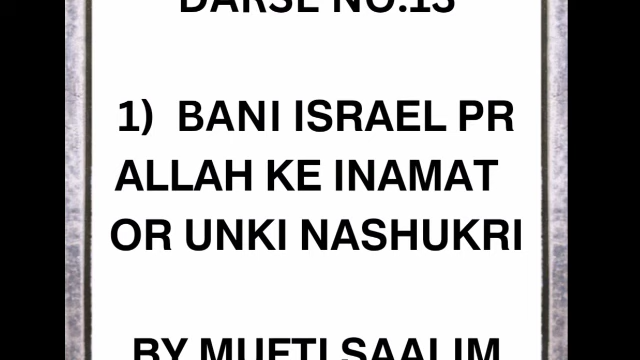 DARSE NO.13
1) BANI ISRAEL PR
ALLAH KE INAMAT
OR UNKI NASHUKRI
BY MUFTI SAALIM